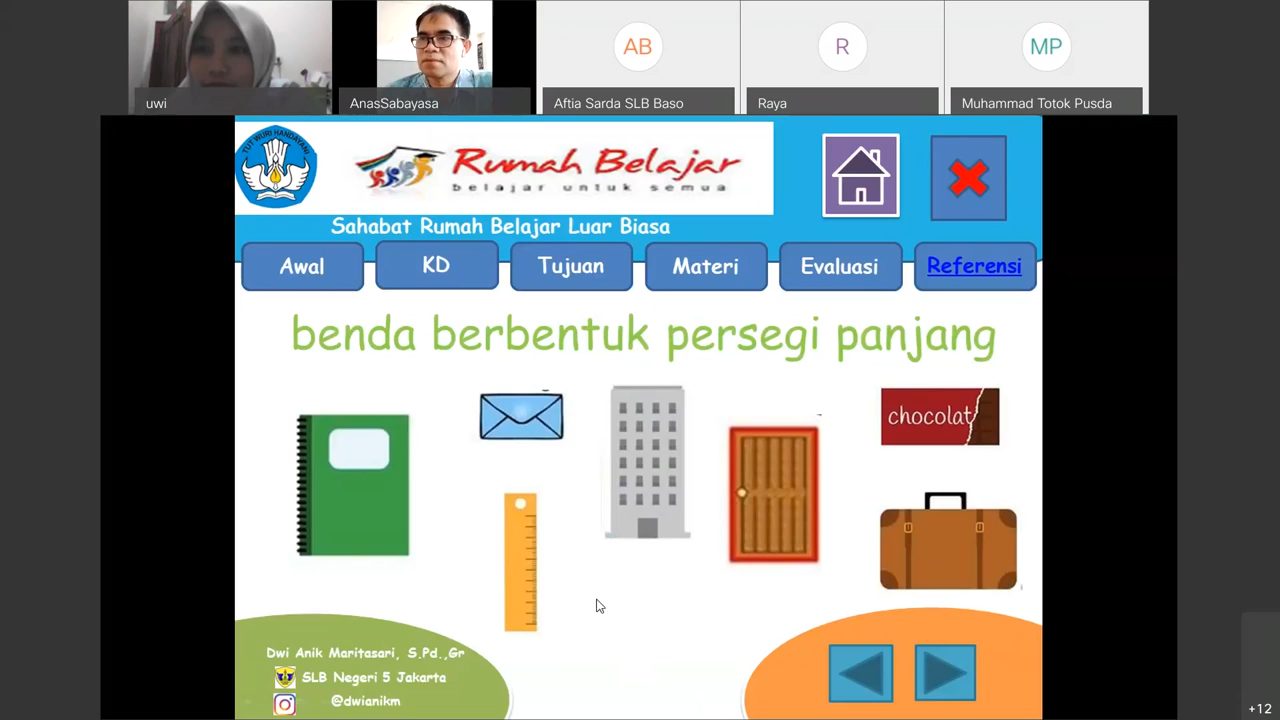 uwi
AnasSabayasa
AB
Aftia Sarda SLB Baso
R
Raya
MP
Muhammad Totok Pusda
TUT WURI HANDAYANI
Rumah Belajar
belajar untuk semua
Sahabat Rumah Belajar Luar Biasa
Awal
KD
Tujuan
Materi
Evaluasi
Referensi
benda berbentuk persegi panjang
chocolat
Dwi Anik Maritasari, S.Pd.,Gr
SLB Negeri 5 Jakarta
@dwianikm
+12